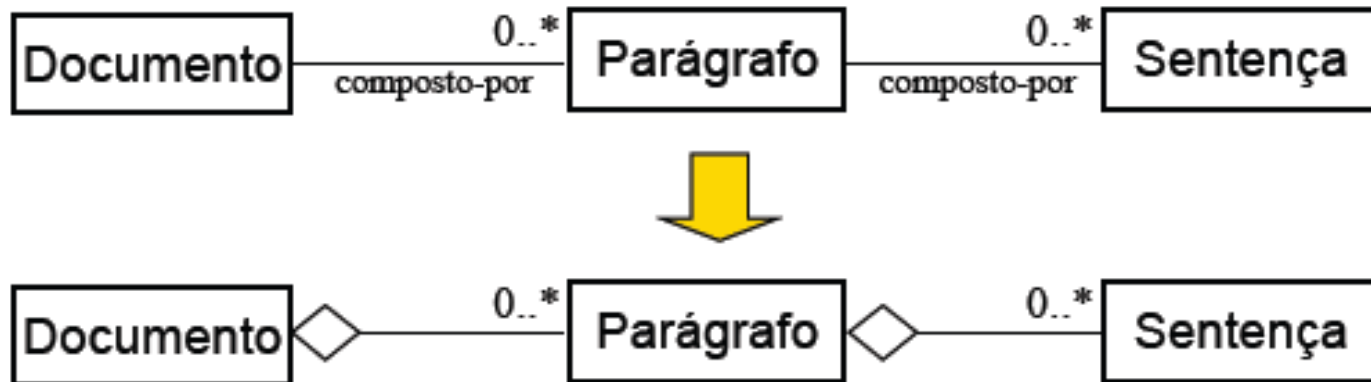 Documento 0..* composto-por Parágrafo 0..* composto-por Sentença
Documento 0..* Parágrafo 0..* Sentença